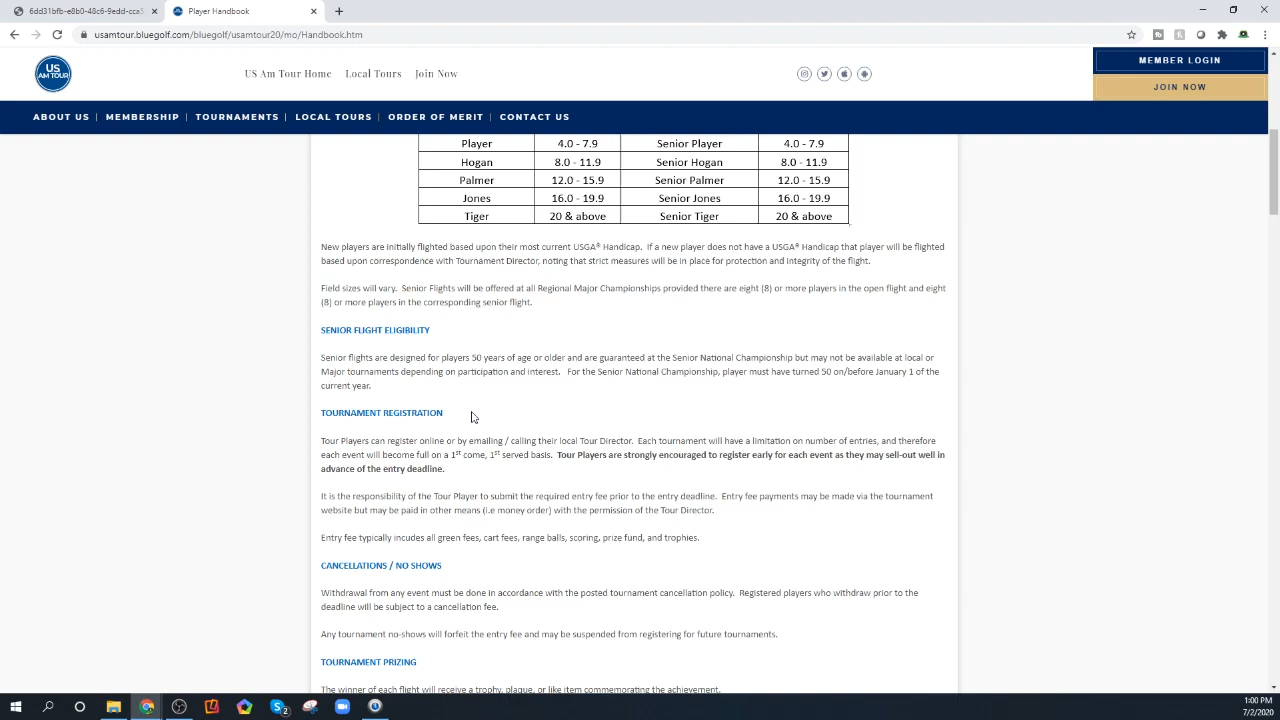 6dd31bfb-e8b0-48c6-9edd-cca5
Player Handbook
usamtour.bluegolf.com/bluegolf/usamtour20/mo/Handbook.htm
US
AM TOUR
US Am Tour Home Local Tours Join Now
MEMBER LOGIN
JOIN NOW
ABOUT US | MEMBERSHIP | TOURNAMENTS | LOCAL TOURS | ORDER OF MERIT | CONTACT US
Player 4.0 - 7.9 Senior Player 4.0 - 7.9
Hogan 8.0 - 11.9 Senior Hogan 8.0 - 11.9
Palmer 12.0 - 15.9 Senior Palmer 12.0 - 15.9
Jones 16.0 - 19.9 Senior Jones 16.0 - 19.9
Tiger 20 & above Senior Tiger 20 & above
New players are initially flighted based upon their most current USGA® Handicap. If a new player does not have a USGA® Handicap that player will be flighted
based upon correspondence with Tournament Director, noting that strict measures will be in place for protection and integrity of the flight.
Field sizes will vary. Senior Flights will be offered at all Regional Major Championships provided there are eight (8) or more players in the open flight and eight
(8) or more players in the corresponding senior flight.
SENIOR FLIGHT ELIGIBILITY
Senior flights are designed for players 50 years of age or older and are guaranteed at the Senior National Championship but may not be available at local or
Major tournaments depending on participation and interest. For the Senior National Championship, player must have turned 50 on/before January 1 of the
current year.
TOURNAMENT REGISTRATION
Tour Players can register online or by emailing / calling their local Tour Director. Each tournament will have a limitation on number of entries, and therefore
each event will become full on a 1st come, 1st served basis. Tour Players are strongly encouraged to register early for each event as they may sell-out well in
advance of the entry deadline.
It is the responsibility of the Tour Player to submit the required entry fee prior to the entry deadline. Entry fee payments may be made via the tournament
website but may be paid in other means (i.e money order) with the permission of the Tour Director.
Entry fee typically incudes all green fees, cart fees, range balls, scoring, prize fund, and trophies.
CANCELLATIONS / NO SHOWS
Withdrawal from any event must be done in accordance with the posted tournament cancellation policy. Registered players who withdraw prior to the
deadline will be subject to a cancellation fee.
Any tournament no-shows will forfeit the entry fee and may be suspended from registering for future tournaments.
TOURNAMENT PRIZING
The winner of each flight will receive a trophy, plaque, or like item commemorating the achievement.
1:00 PM
7/2/2020